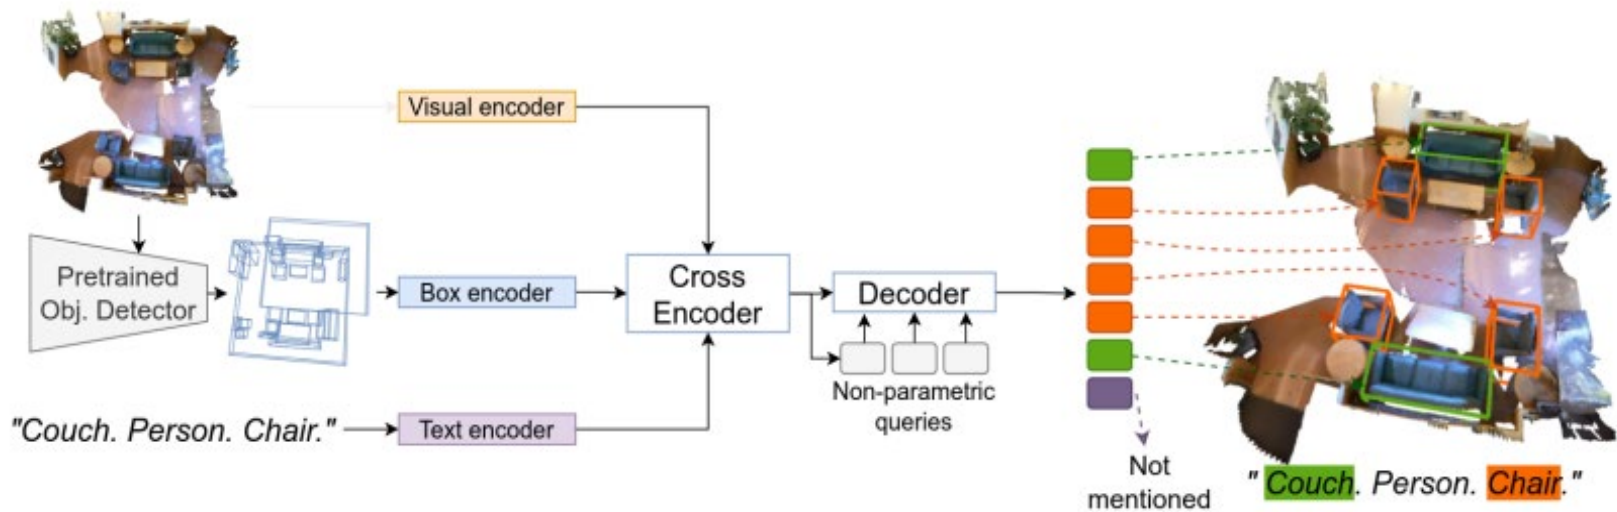 Visual encoder
Pretrained
Obj. Detector
Box encoder
Cross
Encoder
Decoder
Non-parametric
queries
"Couch. Person. Chair."
Text encoder
Not
mentioned
" Couch. Person. Chair."